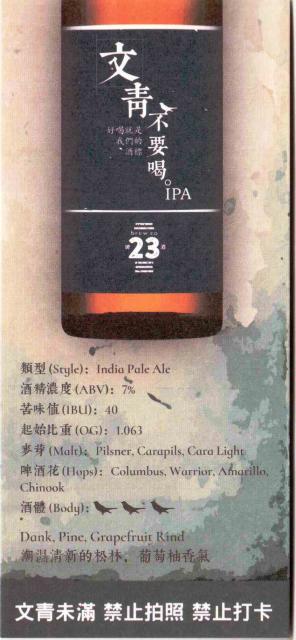 文青不要喝。IPA
好喝就是
我們的
酒標
brew co
23
類型 (Style)：India Pale Ale
酒精濃度 (ABV)：7%
苦味值 (IBU)：40
起始比重 (OG)：1.063
麥芽 (Malt)：Pilsner, Carapils, Cara Light
啤酒花 (Hops)：Columbus, Warrior, Amarillo,
Chinook
酒體 (Body)：
Dank, Pine, Grapefruit Rind
潮濕清新的松林，葡萄柚香氣
文青未滿 禁止拍照 禁止打卡